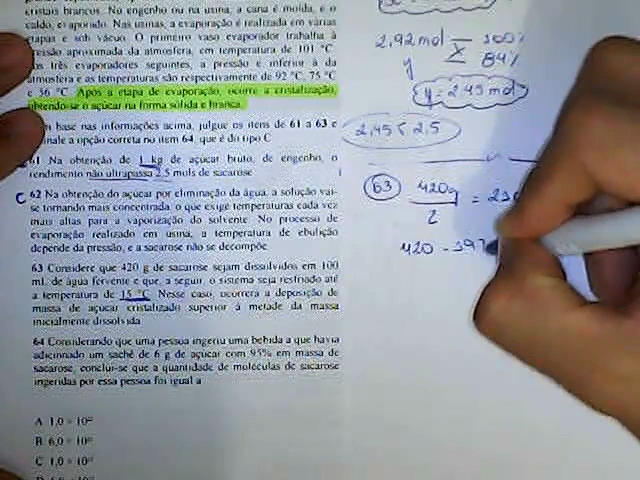 cristais brancos. No engenho ou na usina, a cana é moída, e o
caldo, evaporado. Nas usinas, a evaporação é realizada em várias
etapas e sob vácuo. O primeiro vaso evaporador trabalha à
pressão aproximada da atmosfera, em temperatura de 101 °C.
três evaporadores seguintes, a pressão é inferior à da
atmosfera e as temperaturas são respectivamente de 92 °C, 75 °C
e 56 °C. Após a etapa de evaporação, ocorre a cristalização,
obtendo-se o açúcar na forma sólida e branca.
base nas informações acima, julgue os itens de 61 a 63 e
a opção correta no item 64, que é do tipo C
61 Na obtenção de 1 kg de açúcar bruto, de engenho, o
rendimento não ultrapassa 2,5 mols de sacarose
C 62 Na obtenção do açúcar por eliminação da água, a solução vai-
se tornando mais concentrada, o que exige temperaturas cada vez
mais altas para a vaporização do solvente. No processo de
evaporação realizado em usina, a temperatura de ebulição
depende da pressão, e a sacarose não se decompõe
63 Considere que 420 g de sacarose sejam dissolvidos em 100
mL de água fervente e que, a seguir, o sistema seja resfriado até
a temperatura de 15 °C. Nesse caso, ocorrerá a deposição de
massa de açúcar cristalizado superior à metade da massa
inicialmente dissolvida
64 Considerando que uma pessoa ingeriu uma bebida a que havia
adicionado um sachê de 6 g de açúcar com 95% em massa de
sacarose, conclui-se que a quantidade de moléculas de sacarose
ingeridas por essa pessoa foi igual a
A 1,0 ×
B 6,0 ×
C 1,0 ×
2,92 mol 100%
y 84%
y = 2,45 mol
2,45 < 2,5
63 420g
2
420 - 197